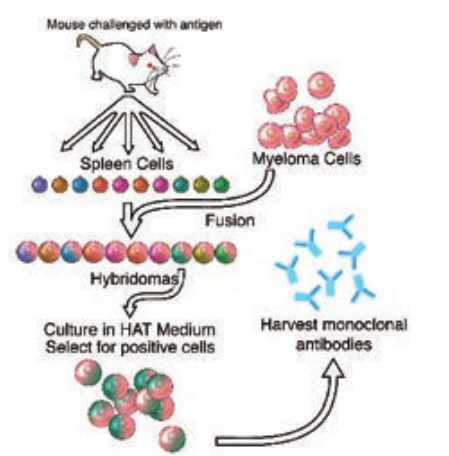 Mouse challenged with antigen
Spleen Cells
Myeloma Cells
Fusion
Hybridomas
Culture in HAT Medium
Select for positive cells
Harvest monoclonal
antibodies